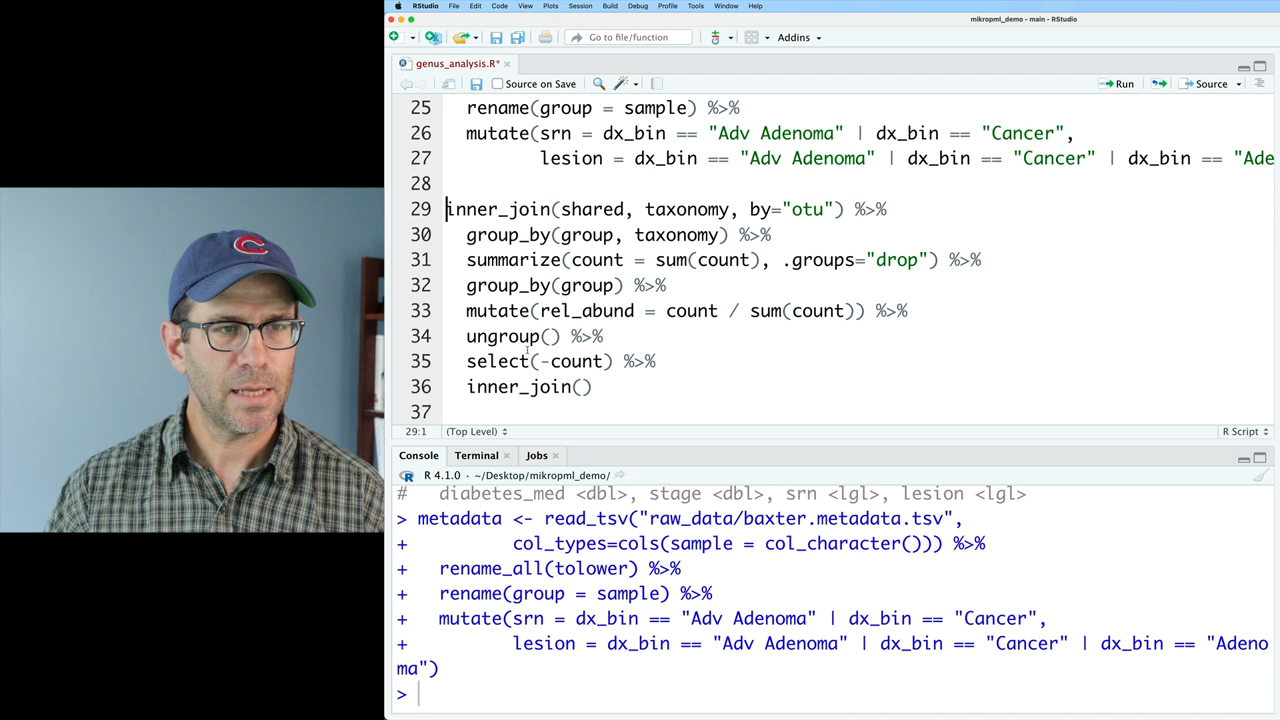 RStudio File Edit Code View Plots Session Build Debug Profile Tools Window Help
mikropml_demo - main - RStudio
Go to file/function Addins
genus_analysis.R*
Source on Save Run Source
25 rename(group = sample) %>%
26 mutate(srn = dx_bin == "Adv Adenoma" | dx_bin == "Cancer",
27 lesion = dx_bin == "Adv Adenoma" | dx_bin == "Cancer" | dx_bin == "Ade
28
29 inner_join(shared, taxonomy, by="otu") %>%
30 group_by(group, taxonomy) %>%
31 summarize(count = sum(count), .groups="drop") %>%
32 group_by(group) %>%
33 mutate(rel_abund = count / sum(count)) %>%
34 ungroup() %>%
35 select(-count) %>%
36 inner_join()
37
29:1 (Top Level) R Script
Console Terminal Jobs
R 4.1.0 · ~/Desktop/mikropml_demo/
# diabetes_med <dbl>, stage <dbl>, srn <lgl>, lesion <lgl>
> metadata <- read_tsv("raw_data/baxter.metadata.tsv",
+ col_types=cols(sample = col_character())) %>%
+ rename_all(tolower) %>%
+ rename(group = sample) %>%
+ mutate(srn = dx_bin == "Adv Adenoma" | dx_bin == "Cancer",
+ lesion = dx_bin == "Adv Adenoma" | dx_bin == "Cancer" | dx_bin == "Adeno
ma")
>
C